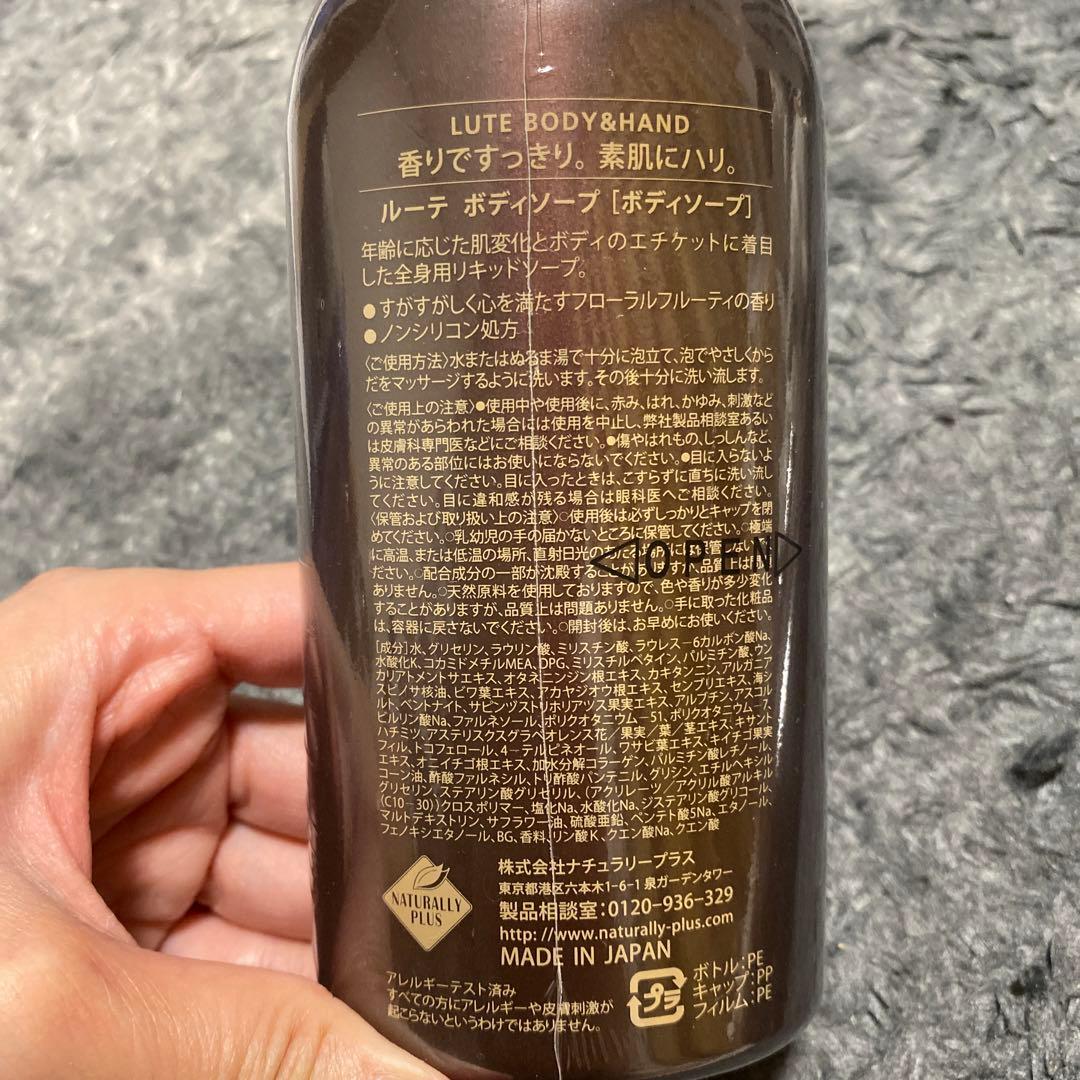 LUTE BODY&HAND
香りですっきり。素肌にハリ。
ルーテ ボディソープ [ボディソープ]
年齢に応じた肌変化とボディのエチケットに着目
した全身用リキッドソープ。
●すがすがしく心を満たすフローラルフルーティの香り
●ノンシリコン処方
〈ご使用方法〉水またはぬるま湯で十分に泡立て、泡でやさしくから
だをマッサージするように洗います。その後十分に洗い流します。
〈ご使用上の注意〉●使用中や使用後に、赤み、はれ、かゆみ、刺激など
の異常があらわれた場合には使用を中止し、弊社製品相談室あるい
は皮膚科専門医などにご相談ください。●傷やはれもの、しっしんなど、
異常のある部位にはお使いにならないでください。●目に入らないよ
うに注意してください。目に入ったときは、こすらずに直ちに洗い流し
てください。目に違和感が残る場合は眼科医へご相談ください。
〈保管および取り扱い上の注意〉○使用後は必ずしっかりとキャップを閉
めてください。○乳幼児の手の届かないところに保管してください。○極端
に高温、または低温の場所、直射日光の
OPEN
ださい。○配合成分の一部が沈殿することがありますが、品質上は問題
ありません。○天然原料を使用しておりますので、色や香りが多少変化
することがありますが、品質上は問題ありません。○手に取った化粧品
は、容器に戻さないでください。○開封後は、お早めにお使いください。
[成分]水、グリセリン、ラウリン酸、ミリスチン酸、ラウレス-6カルボン酸Na、
水酸化K、コカミドメチルMEA、DPG、ミリスチルベタイン、パルミチン酸、ウン
カリアトメントサエキス、オタネニンジン根エキス、カキタンニン、アルガニア
スピノサ核油、ビワ葉エキス、アカヤジオウ根エキス、センブリエキス、海シ
ルト、ベントナイト、サピンヅストリホリアツス果実エキス、アルブチン、アスコル
ビルリン酸Na、ファルネソール、ポリクオタニウム-51、ポリクオタニウム-7、
ハチミツ、アステリスクスグラベオレンス花／果実／葉／茎エキス、キサント
フィル、トコフェロール、4-テルピネオール、ワサビ葉エキス、キイチゴ果実
エキス、オニイチゴ根エキス、加水分解コラーゲン、パルミチン酸レチノール、
コーン油、酢酸ファルネシル、トリ酢酸パンテニル、グリシン、エチルヘキシル
グリセリン、ステアリン酸グリセリル、(アクリレーツ／アクリル酸アルキル
(C10-30))クロスポリマー、塩化Na、水酸化Na、ジステアリン酸グリコール、
マルトデキストリン、サフラワー油、硫酸亜鉛、ペンテト酸5Na、エタノール、
フェノキシエタノール、BG、香料、リン酸K、クエン酸Na、クエン酸
NATURALLY
PLUS
株式会社ナチュラリープラス
東京都港区六本木1-6-1 泉ガーデンタワー
製品相談室：0120-936-329
http://www.naturally-plus.com
MADE IN JAPAN
アレルギーテスト済み
すべての方にアレルギーや皮膚刺激が
起こらないというわけではありません。
プラ
ボトル：PE
キャップ：PP
フィルム：PE